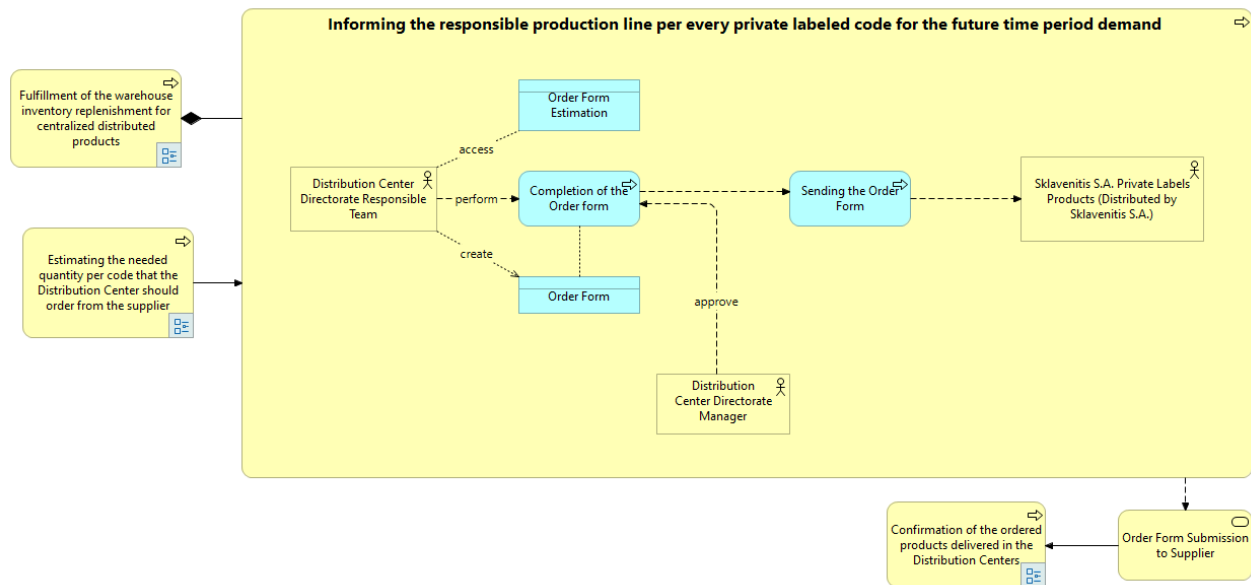 Informing the responsible production line per every private labeled code for the future time period demand
Fulfillment of the warehouse
inventory replenishment for
centralized distributed
products
Order Form
Estimation
access
Distribution Center
Directorate Responsible
Team
perform
Completion of the
Order form
Sending the Order
Form
Sklavenitis S.A. Private Labels
Products (Distributed by
Sklavenitis S.A.)
create
Estimating the needed
quantity per code that the
Distribution Center should
order from the supplier
Order Form
approve
Distribution
Center Directorate
Manager
Confirmation of the ordered
products delivered in the
Distribution Centers
Order Form Submission
to Supplier